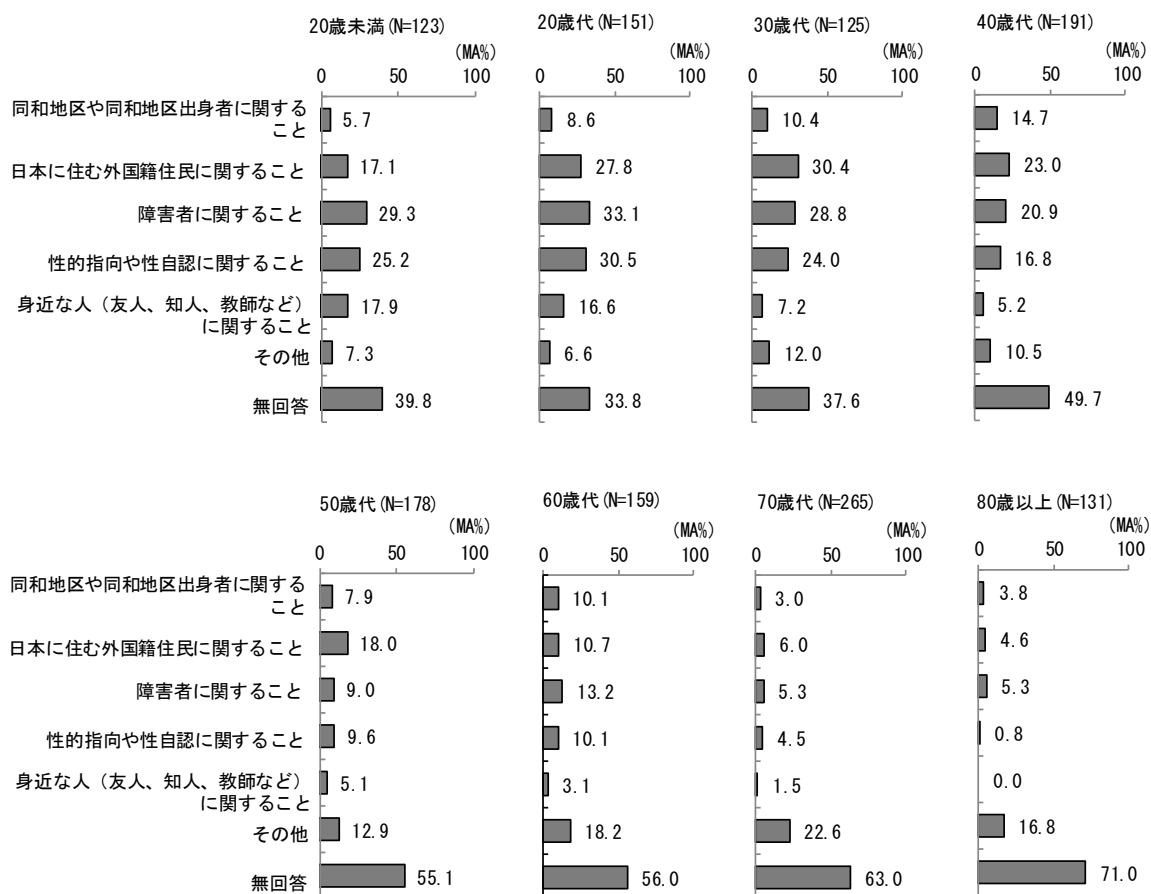 20歳未満(N=123)
20歳代(N=151)
30歳代(N=125)
40歳代(N=191)
(MA%)
(MA%)
(MA%)
(MA%)
0 50 100
0 50 100
0 50 100
0 50 100
同和地区や同和地区出身者に関する
こと
5.7
8.6
10.4
14.7
日本に住む外国籍住民に関すること
17.1
27.8
30.4
23.0
障害者に関すること
29.3
33.1
28.8
20.9
性的指向や性自認に関すること
25.2
30.5
24.0
16.8
身近な人（友人、知人、教師など）
に関すること
17.9
16.6
7.2
5.2
その他
7.3
6.6
12.0
10.5
無回答
39.8
33.8
37.6
49.7
50歳代(N=178)
60歳代(N=159)
70歳代(N=265)
80歳以上(N=131)
(MA%)
(MA%)
(MA%)
(MA%)
0 50 100
0 50 100
0 50 100
0 50 100
同和地区や同和地区出身者に関する
こと
7.9
10.1
3.0
3.8
日本に住む外国籍住民に関すること
18.0
10.7
6.0
4.6
障害者に関すること
9.0
13.2
5.3
5.3
性的指向や性自認に関すること
9.6
10.1
4.5
0.8
身近な人（友人、知人、教師など）
に関すること
5.1
3.1
1.5
0.0
その他
12.9
18.2
22.6
16.8
無回答
55.1
56.0
63.0
71.0